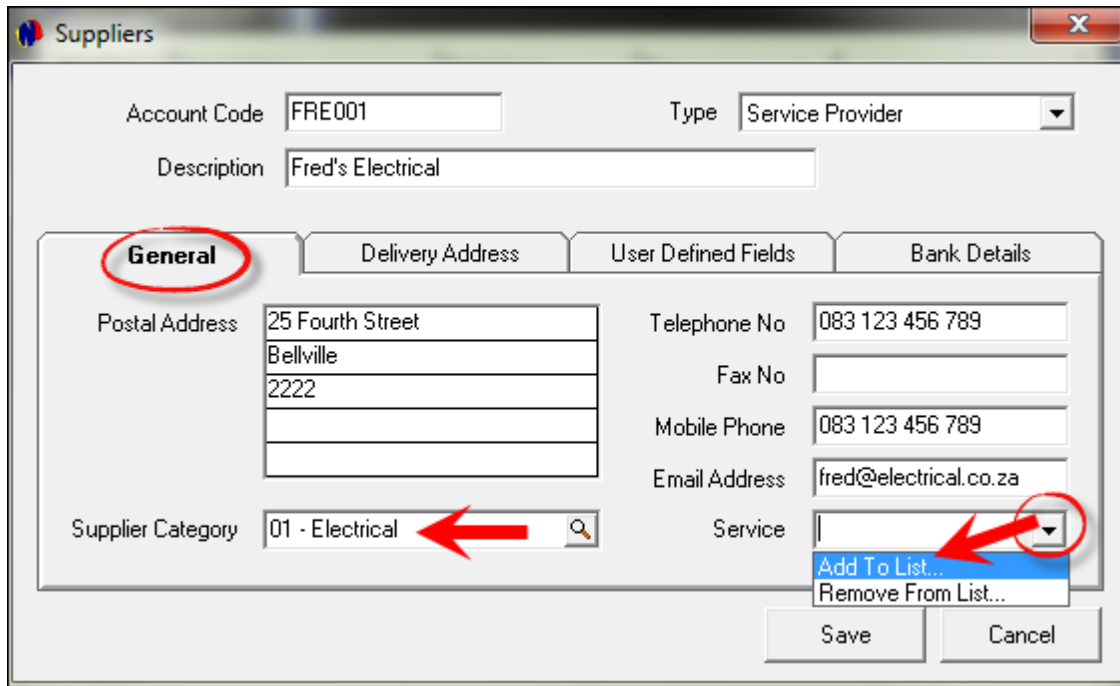 Suppliers
Account Code FRE001 Type Service Provider
Description Fred's Electrical
General Delivery Address User Defined Fields Bank Details
Postal Address 25 Fourth Street Telephone No 083 123 456 789
Bellville
2222 Fax No
Mobile Phone 083 123 456 789
Email Address fred@electrical.co.za
Supplier Category 01 - Electrical Service
Add To List...
Remove From List...
Save Cancel